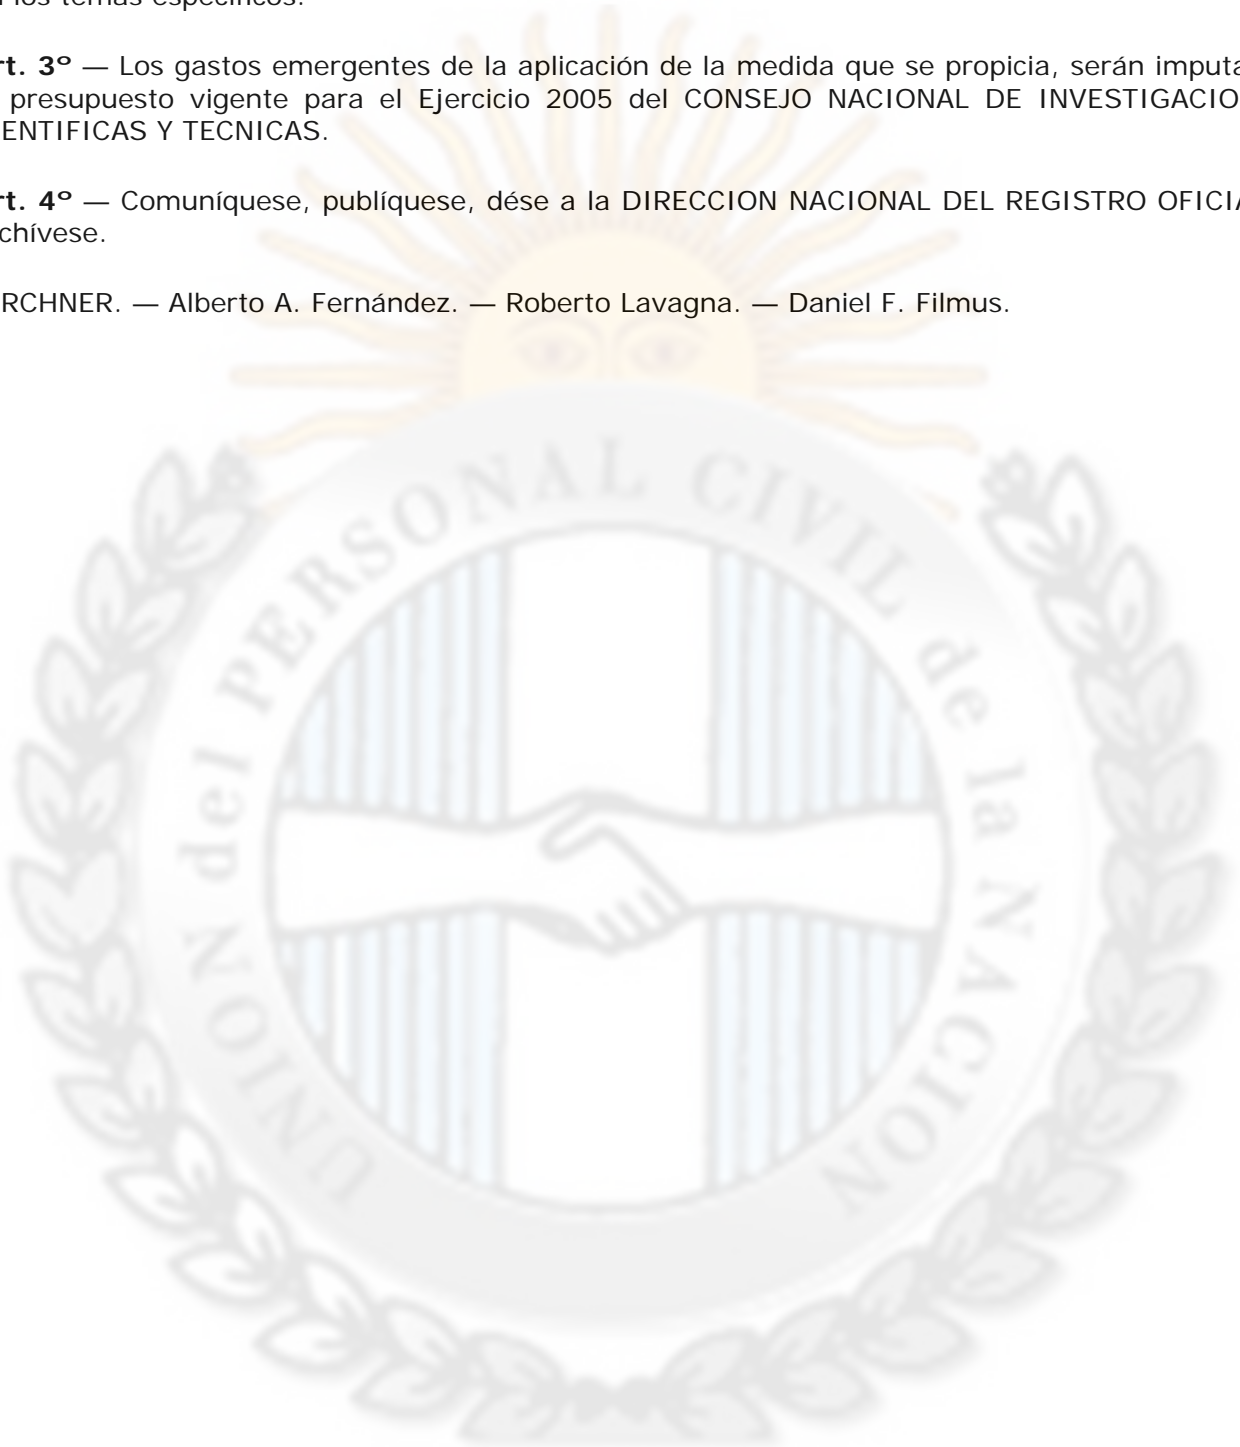 los temas específicos.
rt. 3º — Los gastos emergentes de la aplicación de la medida que se propicia, serán imputa
presupuesto vigente para el Ejercicio 2005 del CONSEJO NACIONAL DE INVESTIGACIO
ENTIFICAS Y TECNICAS.
rt. 4º — Comuníquese, publíquese, dése a la DIRECCION NACIONAL DEL REGISTRO OFICIA
chívese.
RCHNER. — Alberto A. Fernández. — Roberto Lavagna. — Daniel F. Filmus.
UNION del PERSONAL CIVIL de la NACION